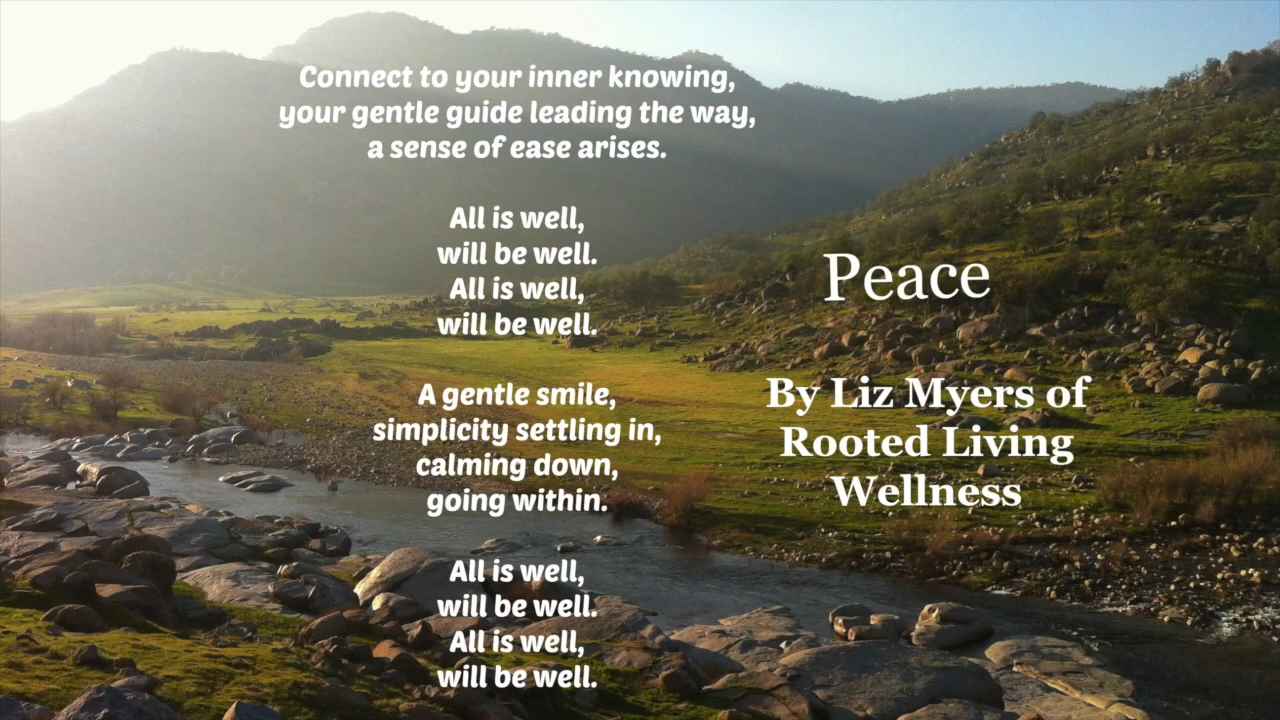 Connect to your inner knowing,
your gentle guide leading the way,
a sense of ease arises.
All is well,
will be well.
All is well,
will be well.
A gentle smile,
simplicity settling in,
calming down,
going within.
All is well,
will be well.
All is well,
will be well.
Peace
By Liz Myers of
Rooted Living
Wellness